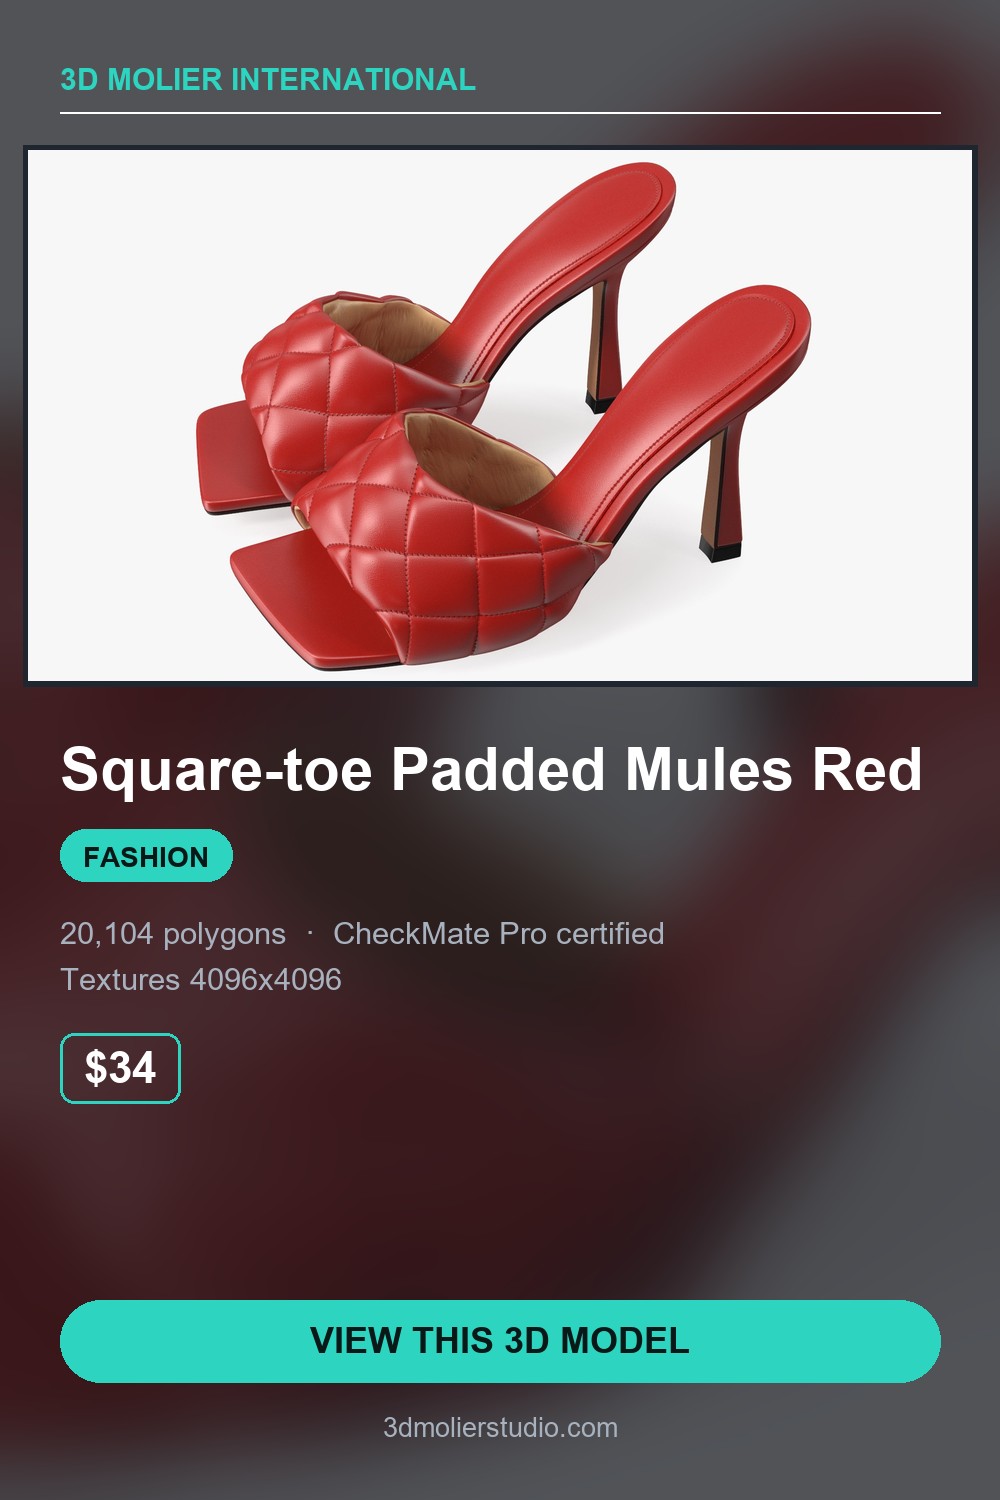 3D MOLIER INTERNATIONAL
Square-toe Padded Mules Red
FASHION
20,104 polygons · CheckMate Pro certified
Textures 4096x4096
$34
VIEW THIS 3D MODEL
3dmolierstudio.com